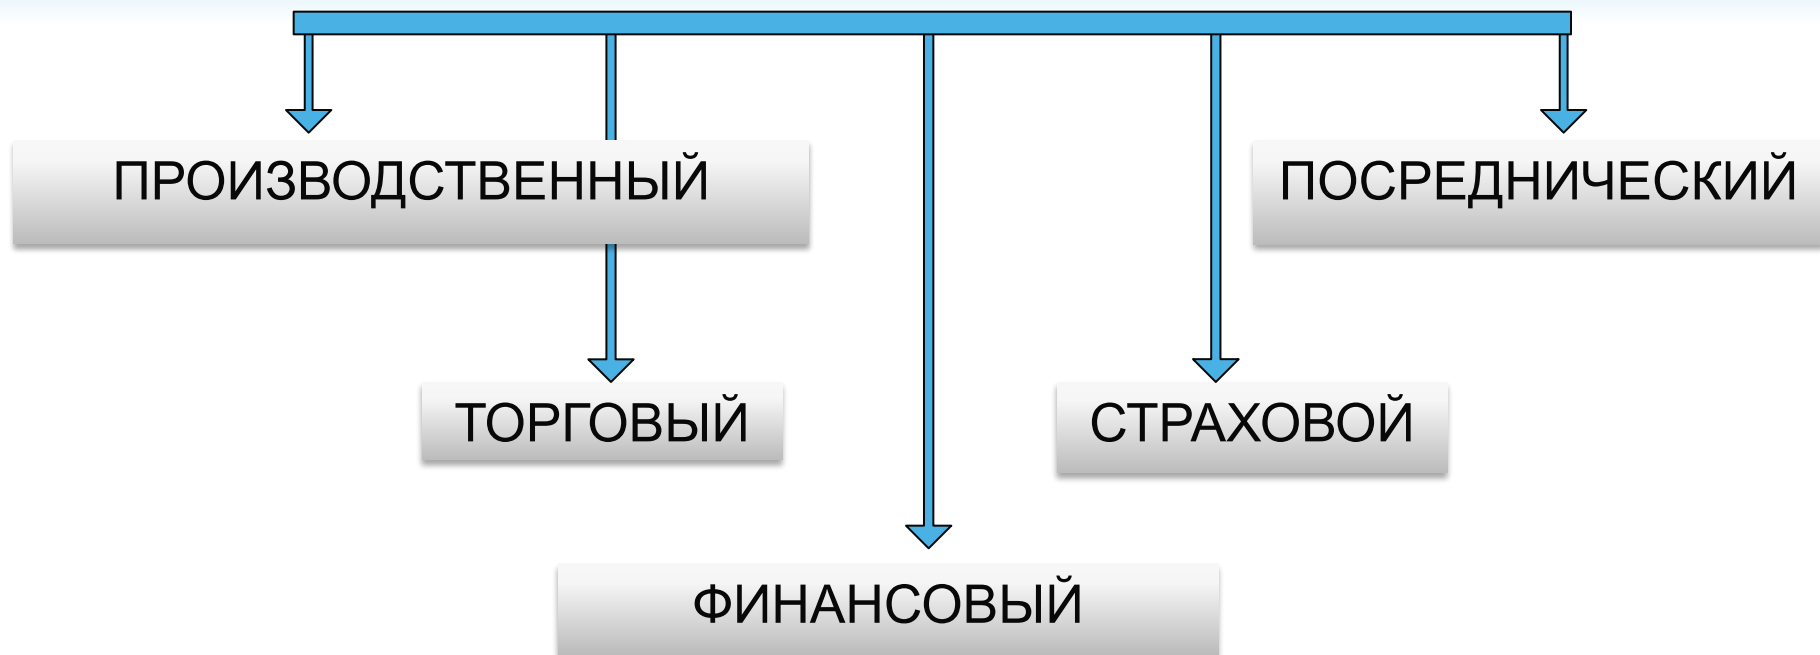 ПРОИЗВОДСТВЕННЫЙ
ПОСРЕДНИЧЕСКИЙ
ТОРГОВЫЙ
СТРАХОВОЙ
ФИНАНСОВЫЙ